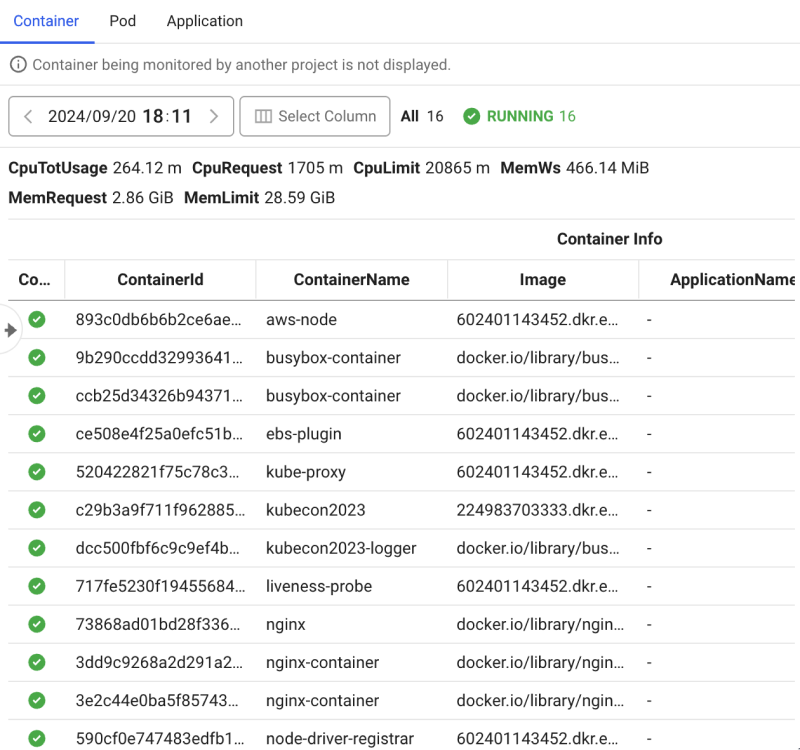 Container Pod Application
Container being monitored by another project is not displayed.
2024/09/20 18:11 Select Column All 16 RUNNING 16
CpuTotUsage 264.12 m CpuRequest 1705 m CpuLimit 20865 m MemWs 466.14 MiB
MemRequest 2.86 GiB MemLimit 28.59 GiB
Container Info
Co... ContainerId ContainerName Image ApplicationName
893c0db6b6b2ce6ae... aws-node 602401143452.dkr.e... -
9b290ccdd32993641... busybox-container docker.io/library/bus... -
ccb25d34326b94371... busybox-container docker.io/library/bus... -
ce508e4f25a0efc51b... ebs-plugin 602401143452.dkr.e... -
520422821f75c78c3... kube-proxy 602401143452.dkr.e... -
c29b3a9f711f962885... kubecon2023 224983703333.dkr.e... -
dcc500fbf6c9c9ef4b... kubecon2023-logger docker.io/library/bus... -
717fe5230f19455684... liveness-probe 602401143452.dkr.e... -
73868ad01bd28f336... nginx docker.io/library/ngin... -
3dd9c9268a2d291a2... nginx-container docker.io/library/ngin... -
3e2c44e0ba5f85743... nginx-container docker.io/library/ngin... -
590cf0e747483edfb1... node-driver-registrar 602401143452.dkr.e... -